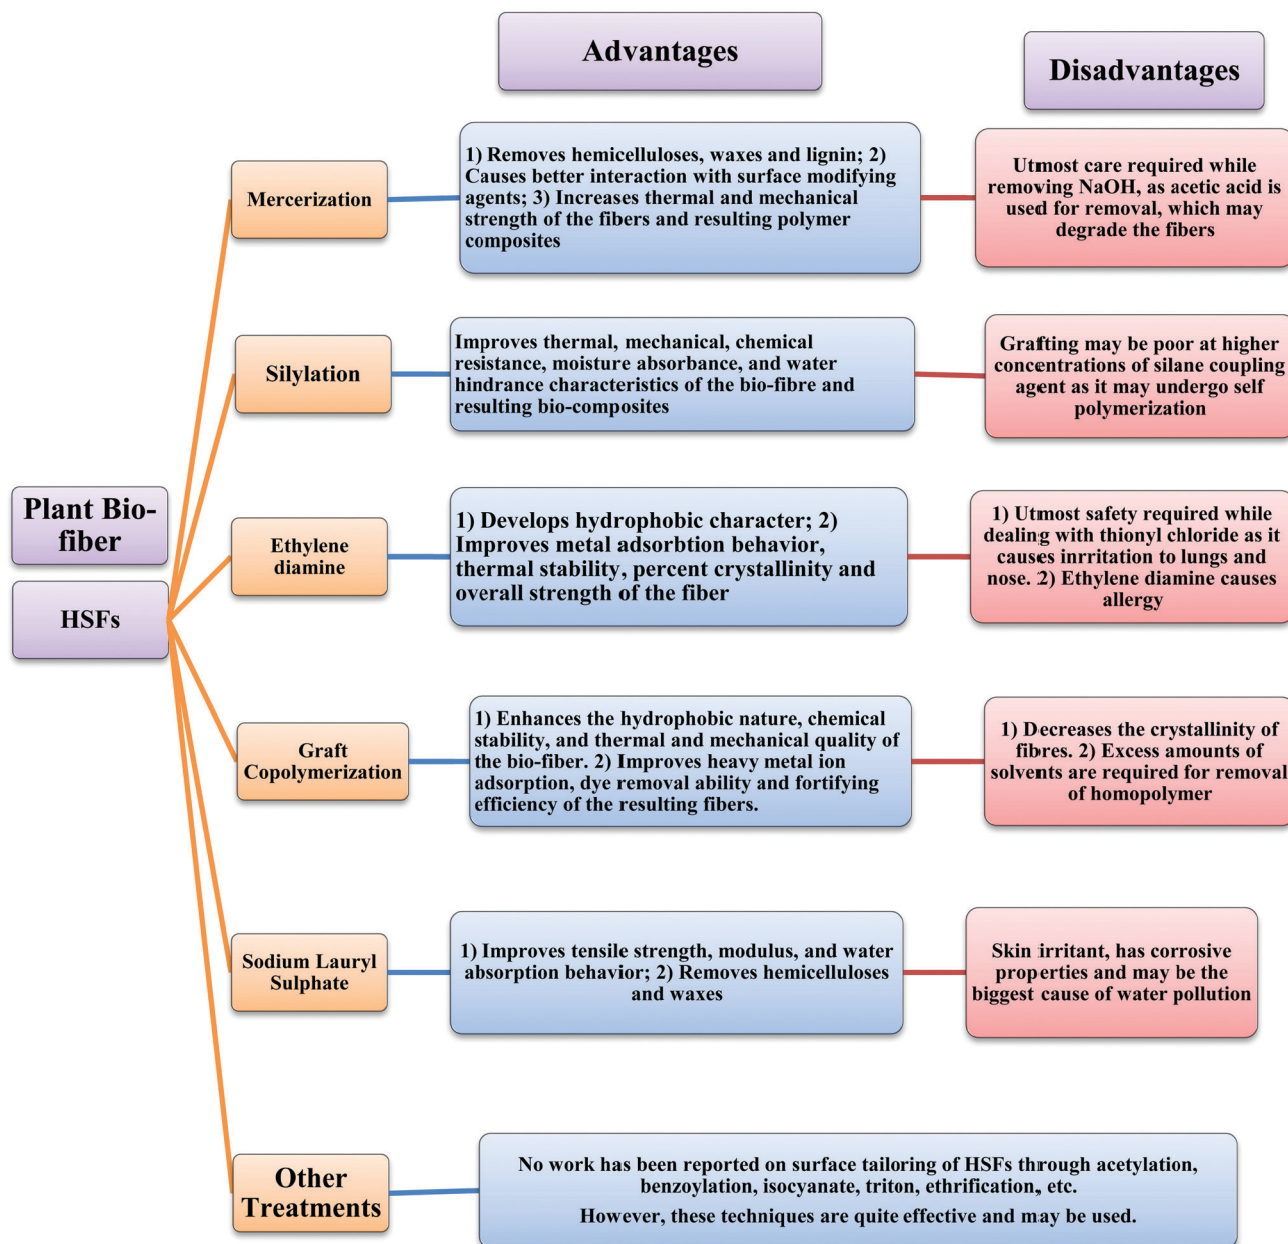 Advantages
Disadvantages
Plant Bio-
fiber
HSFs
Mercerization
1) Removes hemicelluloses, waxes and lignin; 2)
Causes better interaction with surface modifying
agents; 3) Increases thermal and mechanical
strength of the fibers and resulting polymer
composites
Utmost care required while
removing NaOH, as acetic acid is
used for removal, which may
degrade the fibers
Silylation
Improves thermal, mechanical, chemical
resistance, moisture absorbance, and water
hindrance characteristics of the bio-fibre and
resulting bio-composites
Grafting may be poor at higher
concentrations of silane coupling
agent as it may undergo self
polymerization
Ethylene
diamine
1) Develops hydrophobic character; 2)
Improves metal adsorbtion behavior,
thermal stability, percent crystallinity and
overall strength of the fiber
1) Utmost safety required while
dealing with thionyl chloride as it
causes inrritation to lungs and
nose. 2) Ethylene diamine causes
allergy
Graft
Copolymerization
1) Enhances the hydrophobic nature, chemical
stability, and thermal and mechanical quality of
the bio-fiber. 2) Improves heavy metal ion
adsorption, dye removal ability and fortifying
efficiency of the resulting fibers.
1) Decreases the crystallinity of
fibres. 2) Excess amounts of
solvents are required for removal
of homopolymer
Sodium Lauryl
Sulphate
1) Improves tensile strength, modulus, and water
absorption behavior; 2) Removes hemicelluloses
and waxes
Skin irritant, has corrosive
properties and may be the
biggest cause of water pollution
Other
Treatments
No work has been reported on surface tailoring of HSFs through acetylation,
benzoylation, isocyanate, triton, ethrification, etc.
However, these techniques are quite effective and may be used.